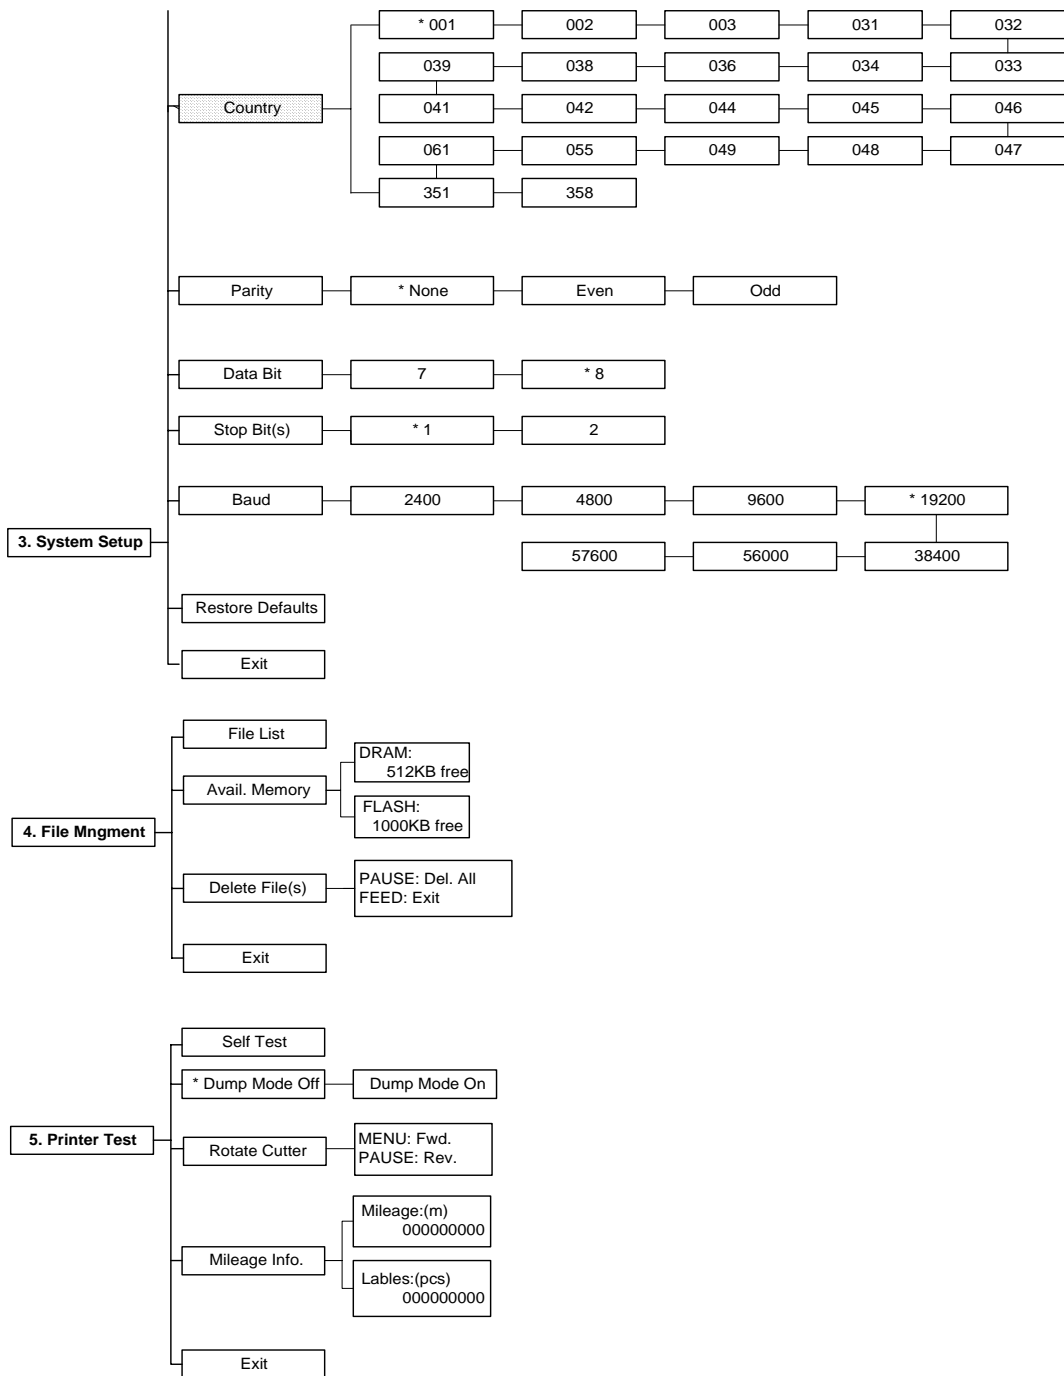 * 001 002 003 031 032
039 038 036 034 033
Country 041 042 044 045 046
061 055 049 048 047
351 358
Parity * None Even Odd
Data Bit 7 * 8
Stop Bit(s) * 1 2
Baud 2400 4800 9600 * 19200
3. System Setup
57600 56000 38400
Restore Defaults
Exit
File List
DRAM:
512KB free
Avail. Memory
FLASH:
1000KB free
4. File Mngment
PAUSE: Del. All
Delete File(s)
FEED: Exit
Exit
Self Test
* Dump Mode Off Dump Mode On
5. Printer Test
MENU: Fwd.
Rotate Cutter
PAUSE: Rev.
Mileage:(m)
000000000
Mileage Info.
Lables:(pcs)
000000000
Exit